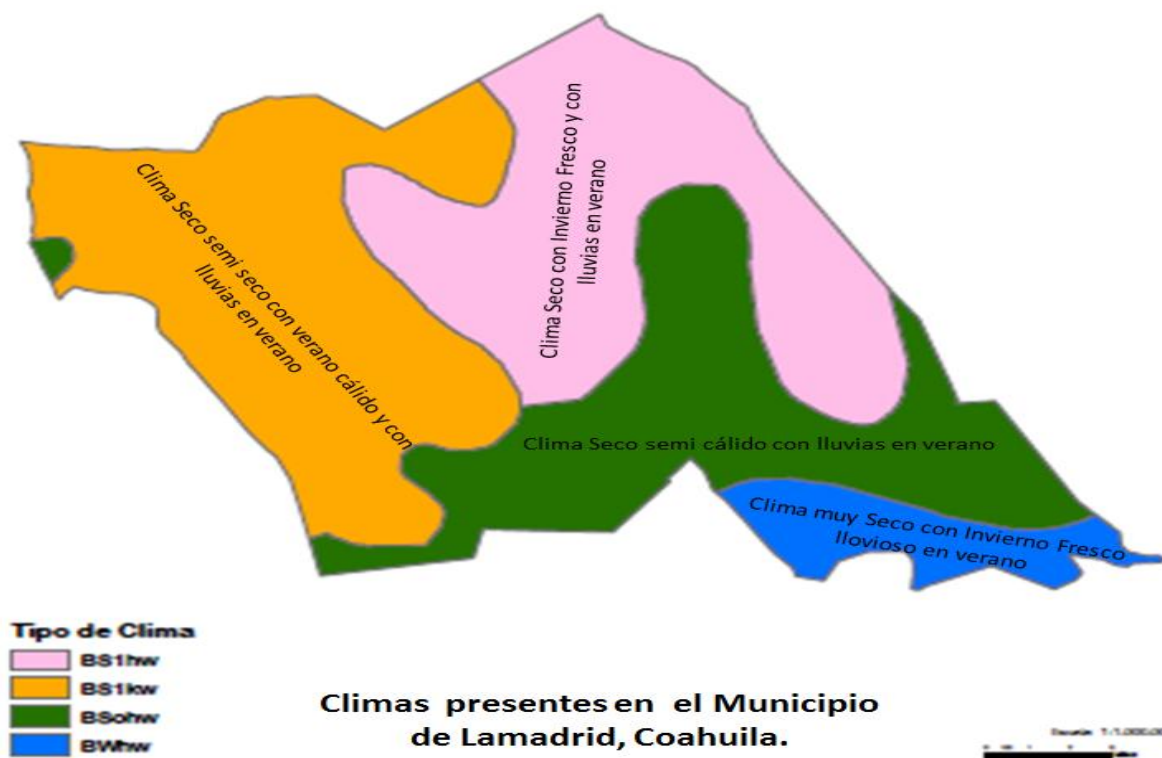 Clima Seco semi seco con verano cálido y con
lluvias en verano
Clima Seco con Invierno Fresco y con
lluvias en verano
Clima Seco semi cálido con lluvias en verano
Clima muy Seco con Invierno Fresco
llovioso en verano
Tipo de Clima
BS1hw
BS1kw
BSohw
BWhw
Climas presentes en el Municipio
de Lamadrid, Coahuila.